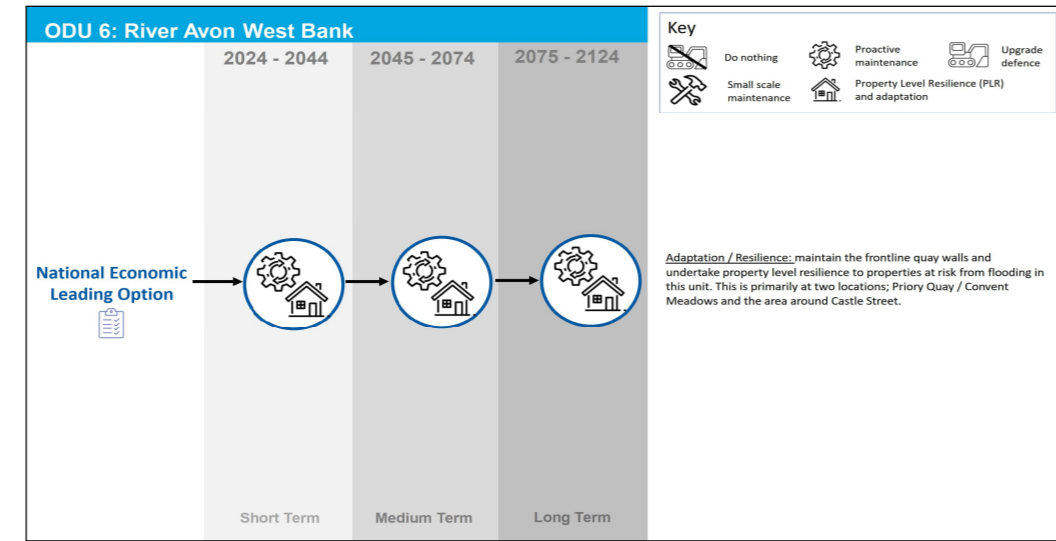 ODU 6: River Avon West Bank
2024 - 2044
2045 - 2074
2075 - 2124
National Economic
Leading Option
Short Term
Medium Term
Long Term
Key
Do nothing
Proactive
maintenance
Upgrade
defence
Small scale
maintenance
Property Level Resilience (PLR)
and adaptation
Adaptation / Resilience: maintain the frontline quay walls and
undertake property level resilience to properties at risk from flooding in
this unit. This is primarily at two locations; Priory Quay / Convent
Meadows and the area around Castle Street.